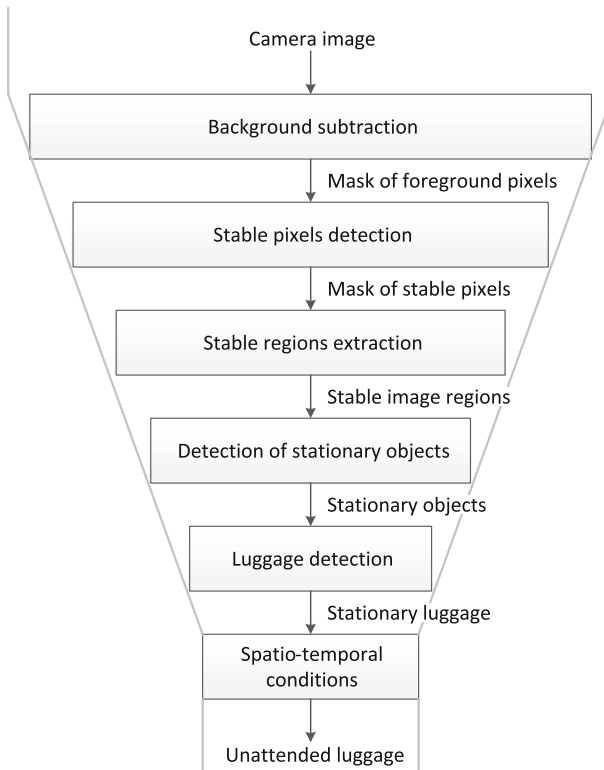 Camera image
Background subtraction
Mask of foreground pixels
Stable pixels detection
Mask of stable pixels
Stable regions extraction
Stable image regions
Detection of stationary objects
Stationary objects
Luggage detection
Stationary luggage
Spatio-temporal
conditions
Unattended luggage